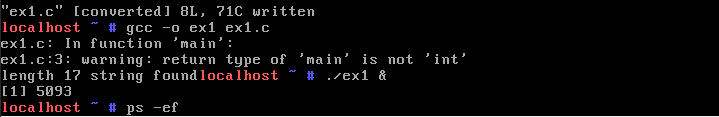 "ex1.c" [converted] 8L, 71C written
localhost ~ # gcc -o ex1 ex1.c
ex1.c: In function 'main':
ex1.c:3: warning: return type of 'main' is not 'int'
length 17 string foundlocalhost ~ # ./ex1 &
[1] 5093
localhost ~ # ps -ef